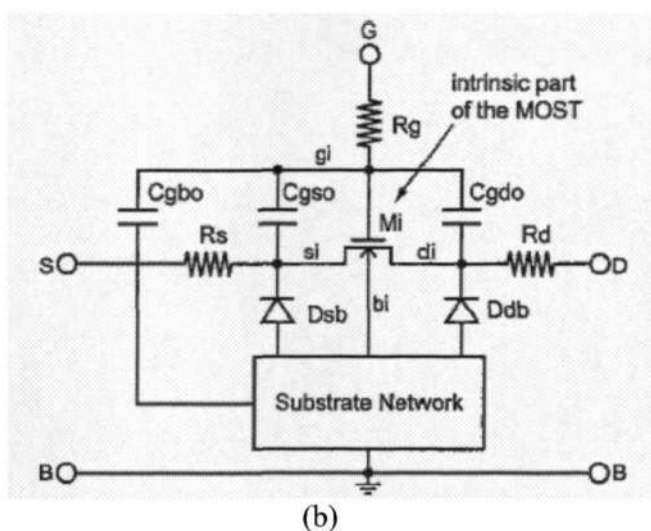 G
intrinsic part
of the MOST
Rg
gi
Cgbo
Cgso
Cgdo
Mi
Rs
Rd
S
si
di
D
Dsb
bi
Ddb
Substrate Network
B
B
(b)